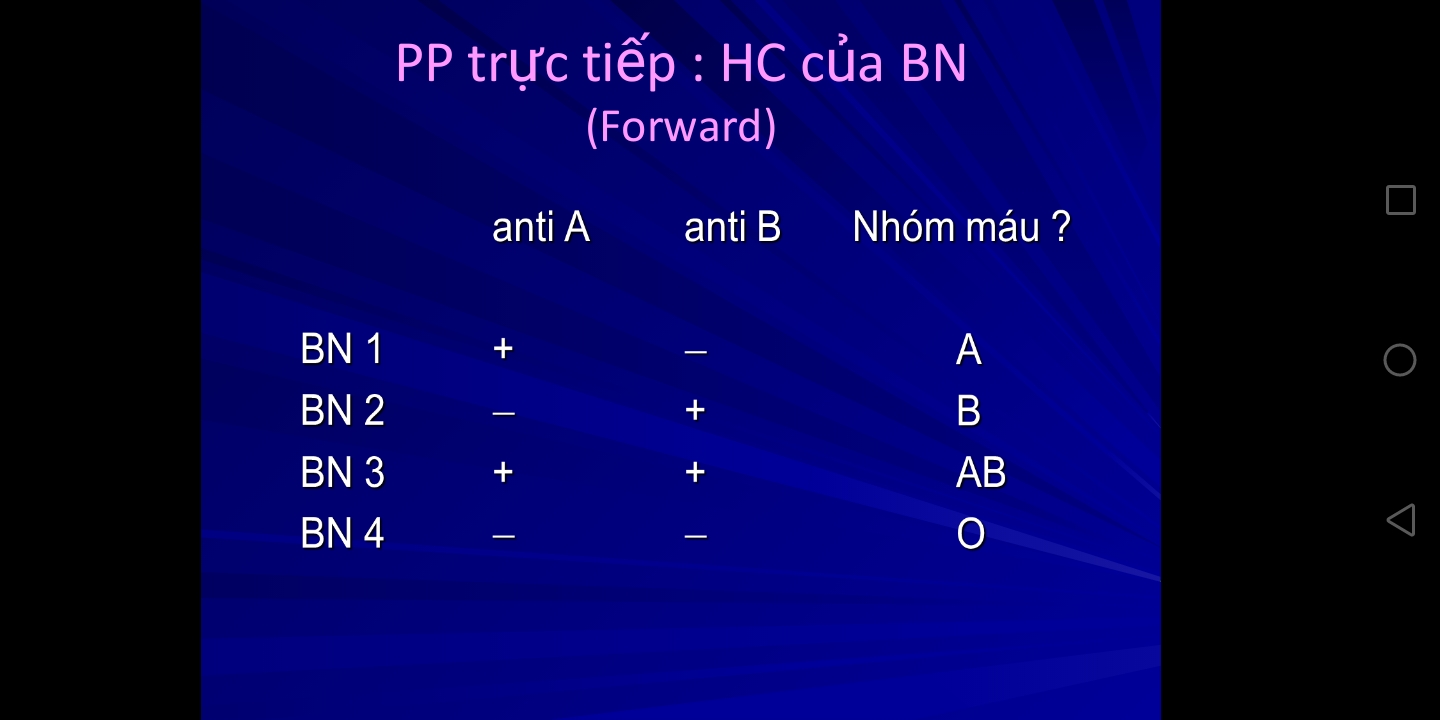 PP trực tiếp : HC của BN
(Forward)
anti A anti B Nhóm máu ?
BN 1 + – A
BN 2 – + B
BN 3 + + AB
BN 4 – – O